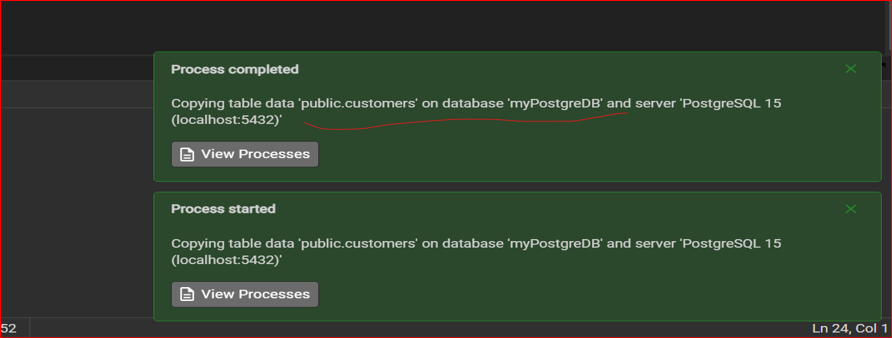 Process completed
Copying table data 'public.customers' on database 'myPostgreDB' and server 'PostgreSQL 15
(localhost:5432)'
View Processes
Process started
Copying table data 'public.customers' on database 'myPostgreDB' and server 'PostgreSQL 15
(localhost:5432)'
View Processes
52
Ln 24, Col 1